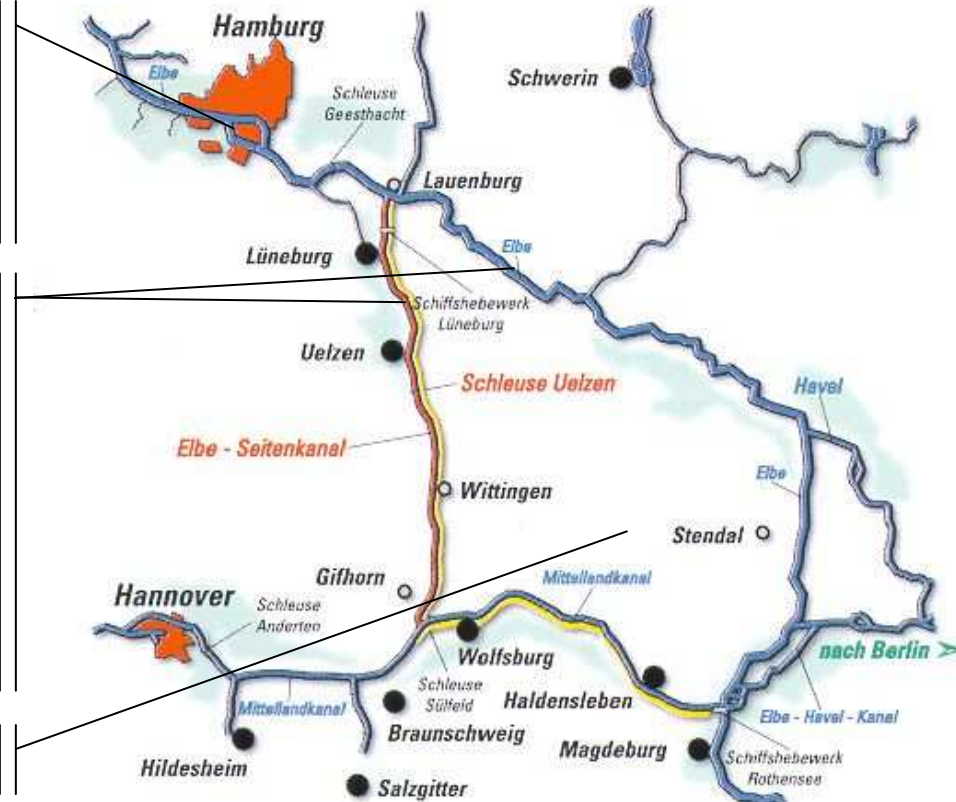 Hamburg
Elbe
Schleuse
Geesthacht
Schwerin
Lauenburg
Lüneburg
Elbe
Schiffshebewerk
Lüneburg
Uelzen
Schleuse Uelzen
Havel
Elbe - Seitenkanal
Elbe
Wittingen
Stendal
Gifhorn
Mittellandkanal
Hannover
Schleuse
Anderten
nach Berlin
Wolfsburg
Schleuse
Sülfeld
Haldensleben
Mittellandkanal
Elbe - Havel - Kanal
Braunschweig
Magdeburg
Schiffshebewerk
Rothensee
Hildesheim
Salzgitter